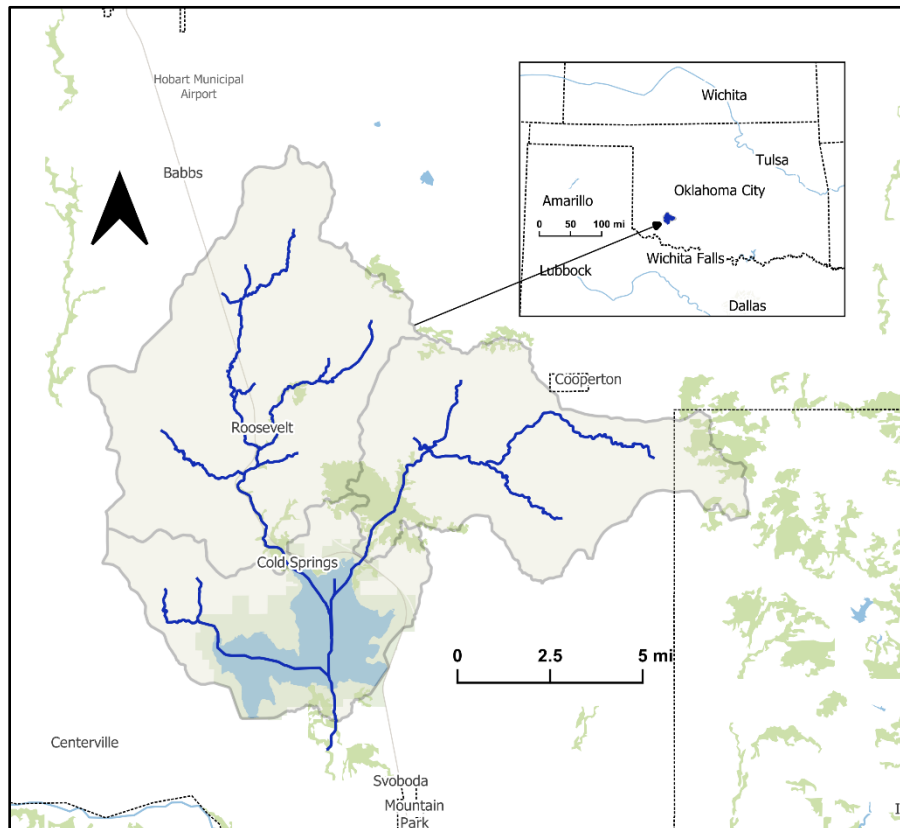 Hobart Municipal
Airport
Babbs
Wichita
Tulsa
Oklahoma City
Amarillo
0 50 100 mi
Wichita Falls
Lubbock
Dallas
Cooperton
Roosevelt
Cold Springs
0 2.5 5 mi
Centerville
Svoboda
Mountain
Park